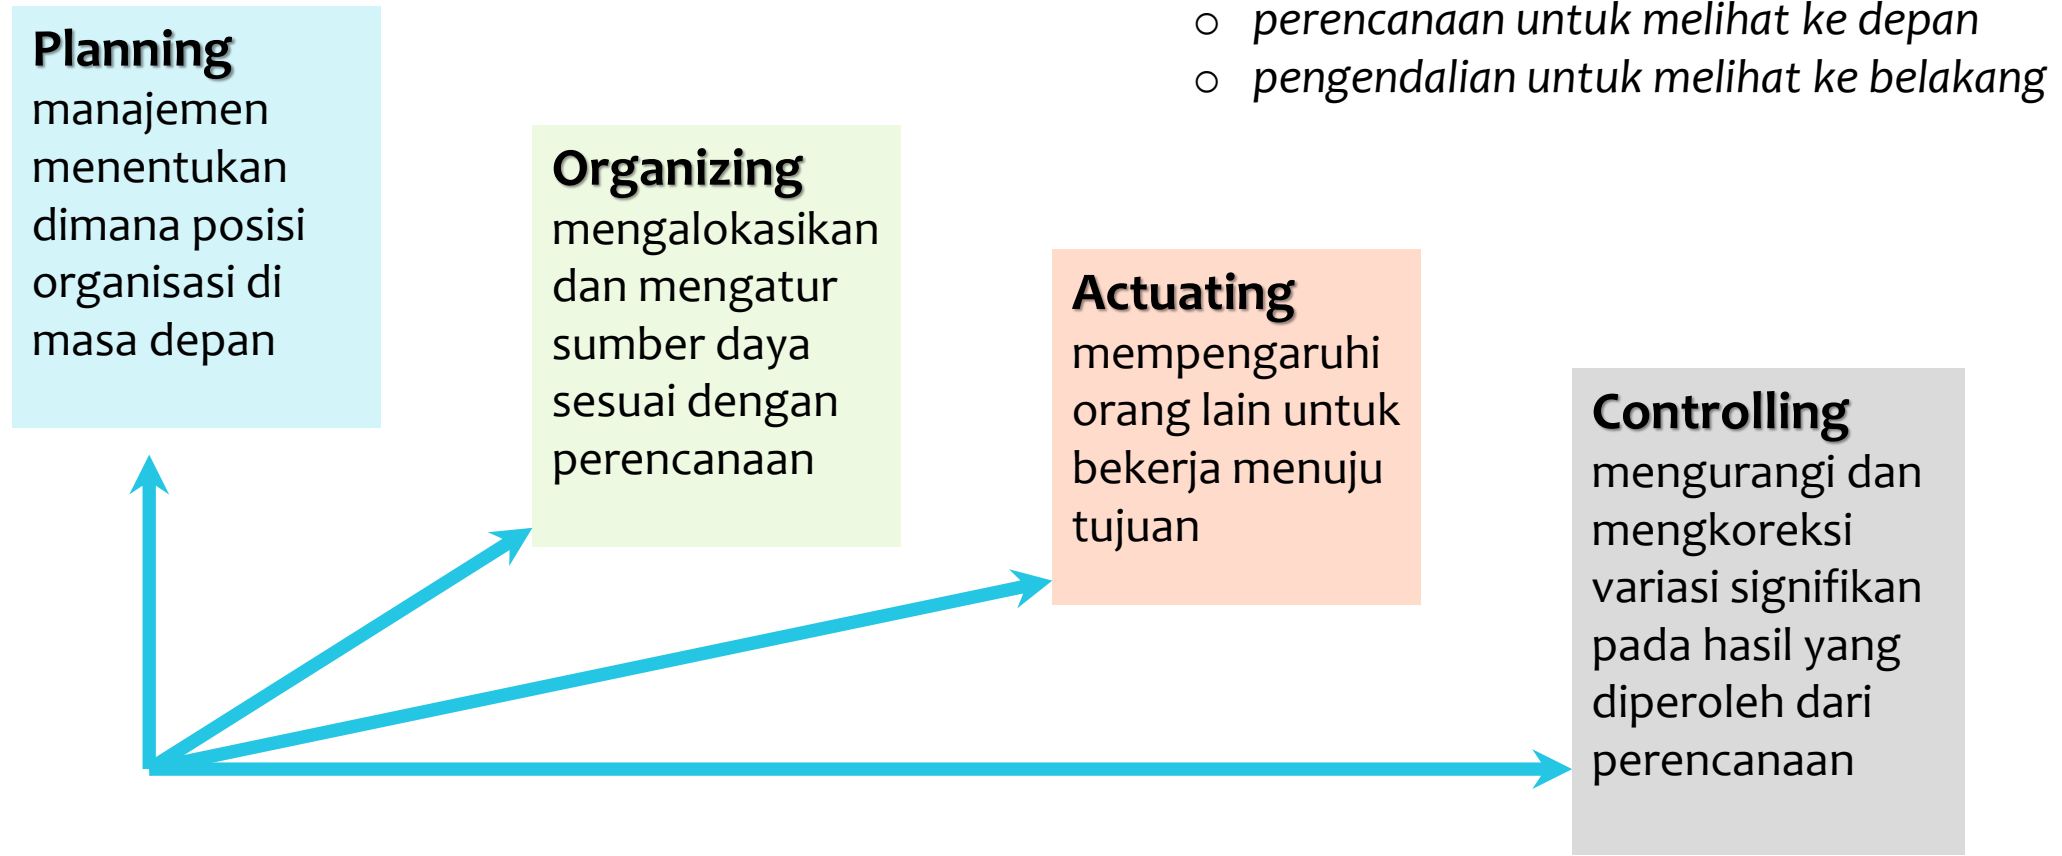 ○ perencanaan untuk melihat ke depan
○ pengendalian untuk melihat ke belakang
Planning
manajemen
menentukan
dimana posisi
organisasi di
masa depan
Organizing
mengalokasikan
dan mengatur
sumber daya
sesuai dengan
perencanaan
Actuating
mempengaruhi
orang lain untuk
bekerja menuju
tujuan
Controlling
mengurangi dan
mengkoreksi
variasi signifikan
pada hasil yang
diperoleh dari
perencanaan